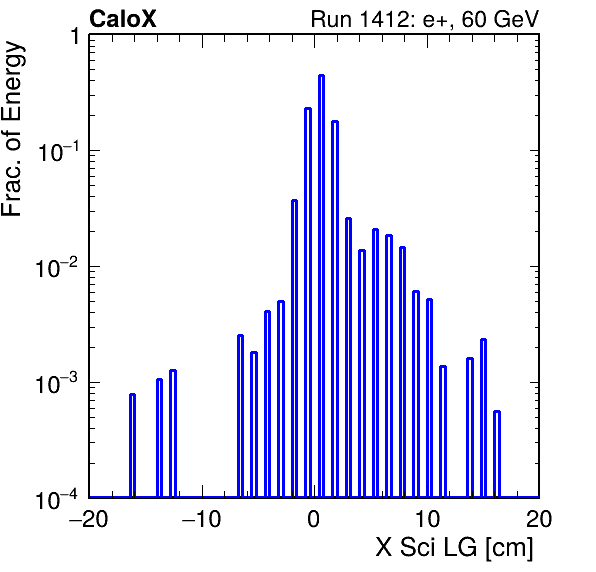 CaloX Run 1412: e+, 60 GeV
Frac. of Energy
1
10⁻¹
10⁻²
10⁻³
10⁻⁴
−20 −10 0 10 20
X Sci LG [cm]